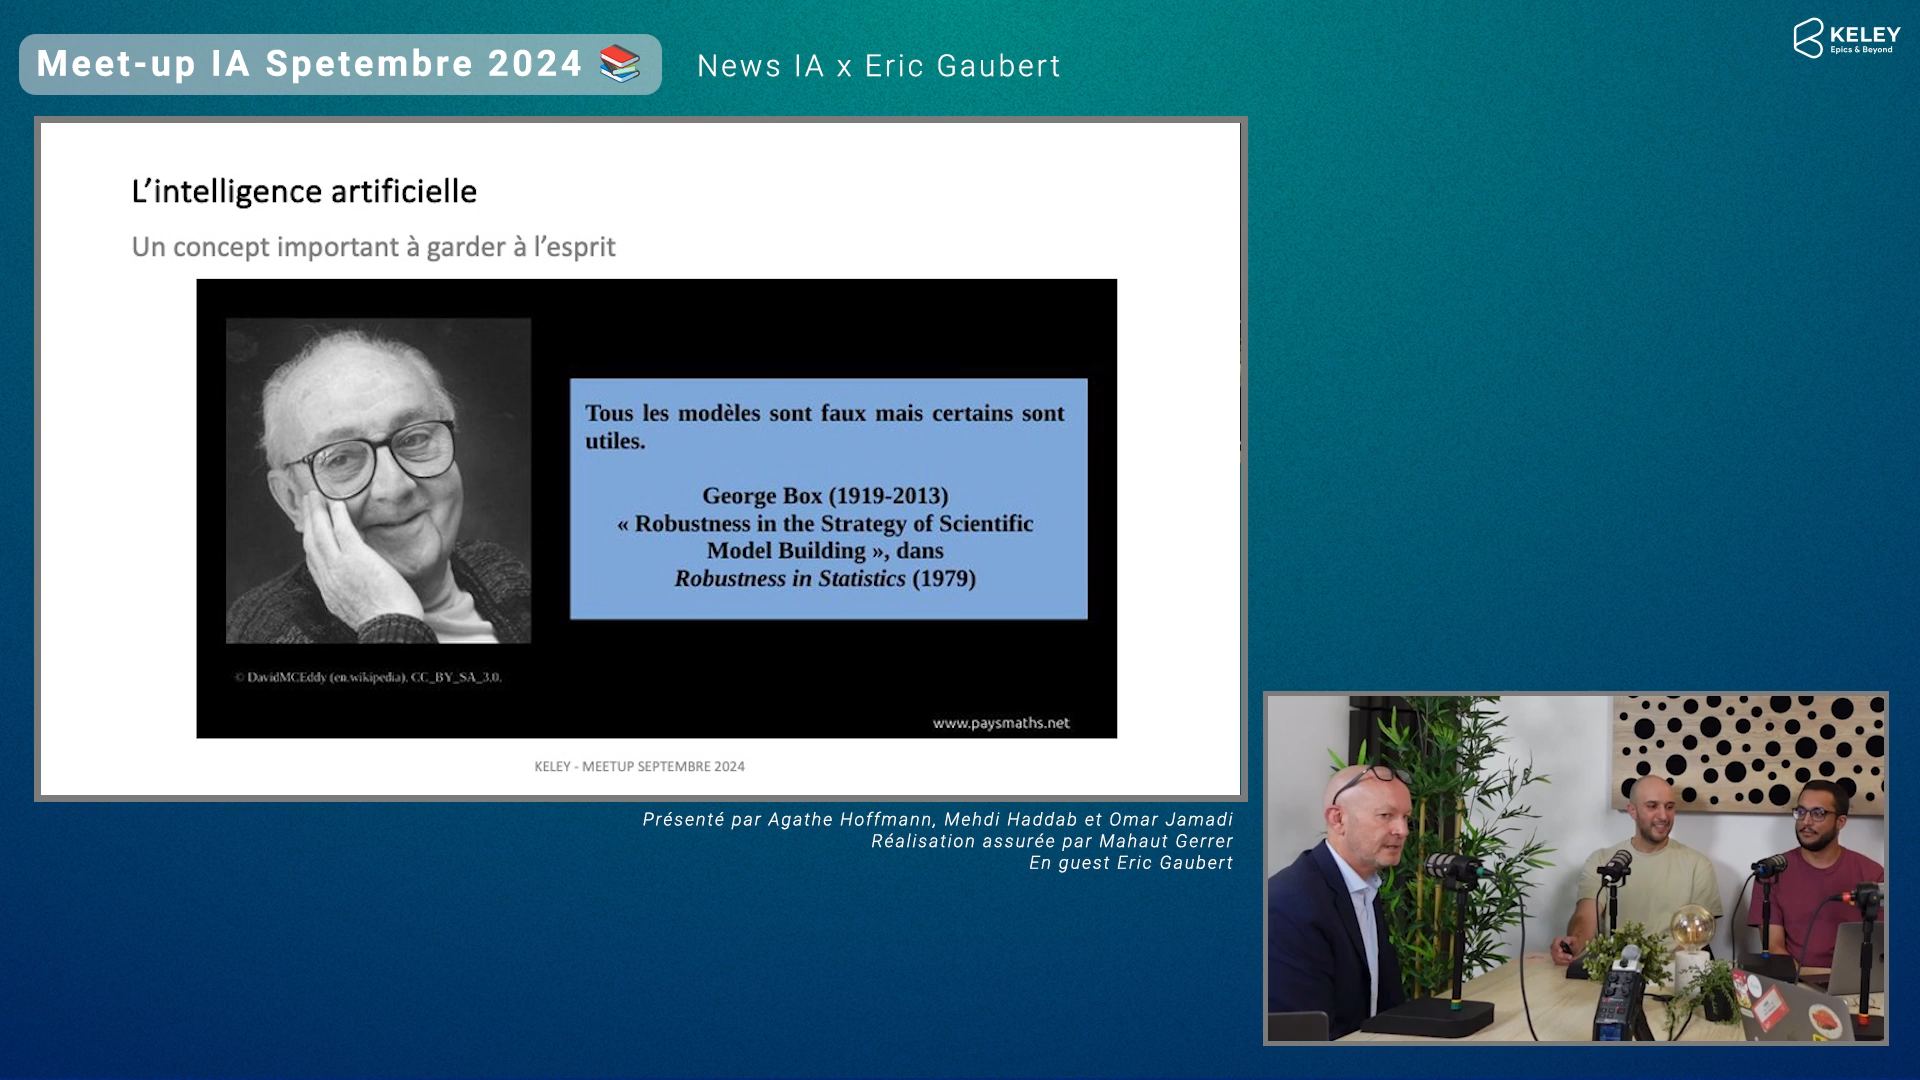 Meet-up IA Spetembre 2024
News IA x Eric Gaubert
KELEY
Epics & Beyond
L’intelligence artificielle
Un concept important à garder à l’esprit
Tous les modèles sont faux mais certains sont
utiles.
George Box (1919-2013)
« Robustness in the Strategy of Scientific
Model Building », dans
Robustness in Statistics (1979)
© DavidMCEddy (en.wikipedia). CC_BY_SA_3.0.
www.paysmaths.net
KELEY - MEETUP SEPTEMBRE 2024
Présenté par Agathe Hoffmann, Mehdi Haddab et Omar Jamadi
Réalisation assurée par Mahaut Gerrer
En guest Eric Gaubert